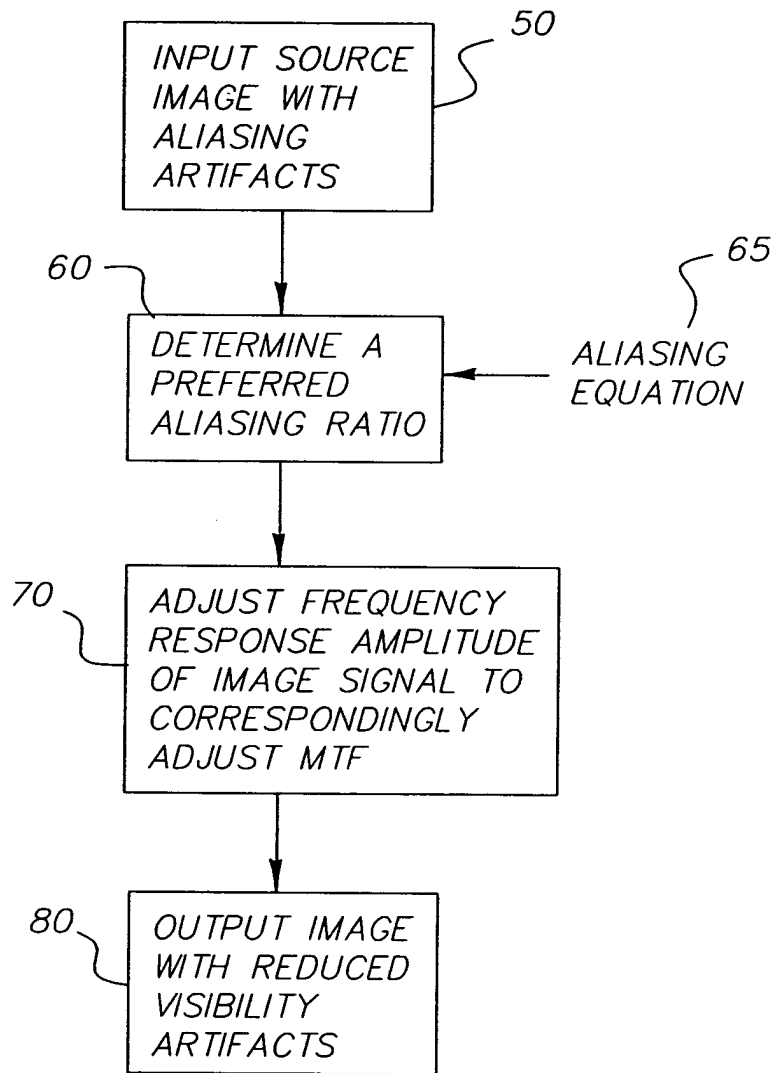 50
INPUT SOURCE
IMAGE WITH
ALIASING
ARTIFACTS
60
65
DETERMINE A
PREFERRED
ALIASING RATIO
ALIASING
EQUATION
70
ADJUST FREQUENCY
RESPONSE AMPLITUDE
OF IMAGE SIGNAL TO
CORRESPONDINGLY
ADJUST MTF
80
OUTPUT IMAGE
WITH REDUCED
VISIBILITY
ARTIFACTS